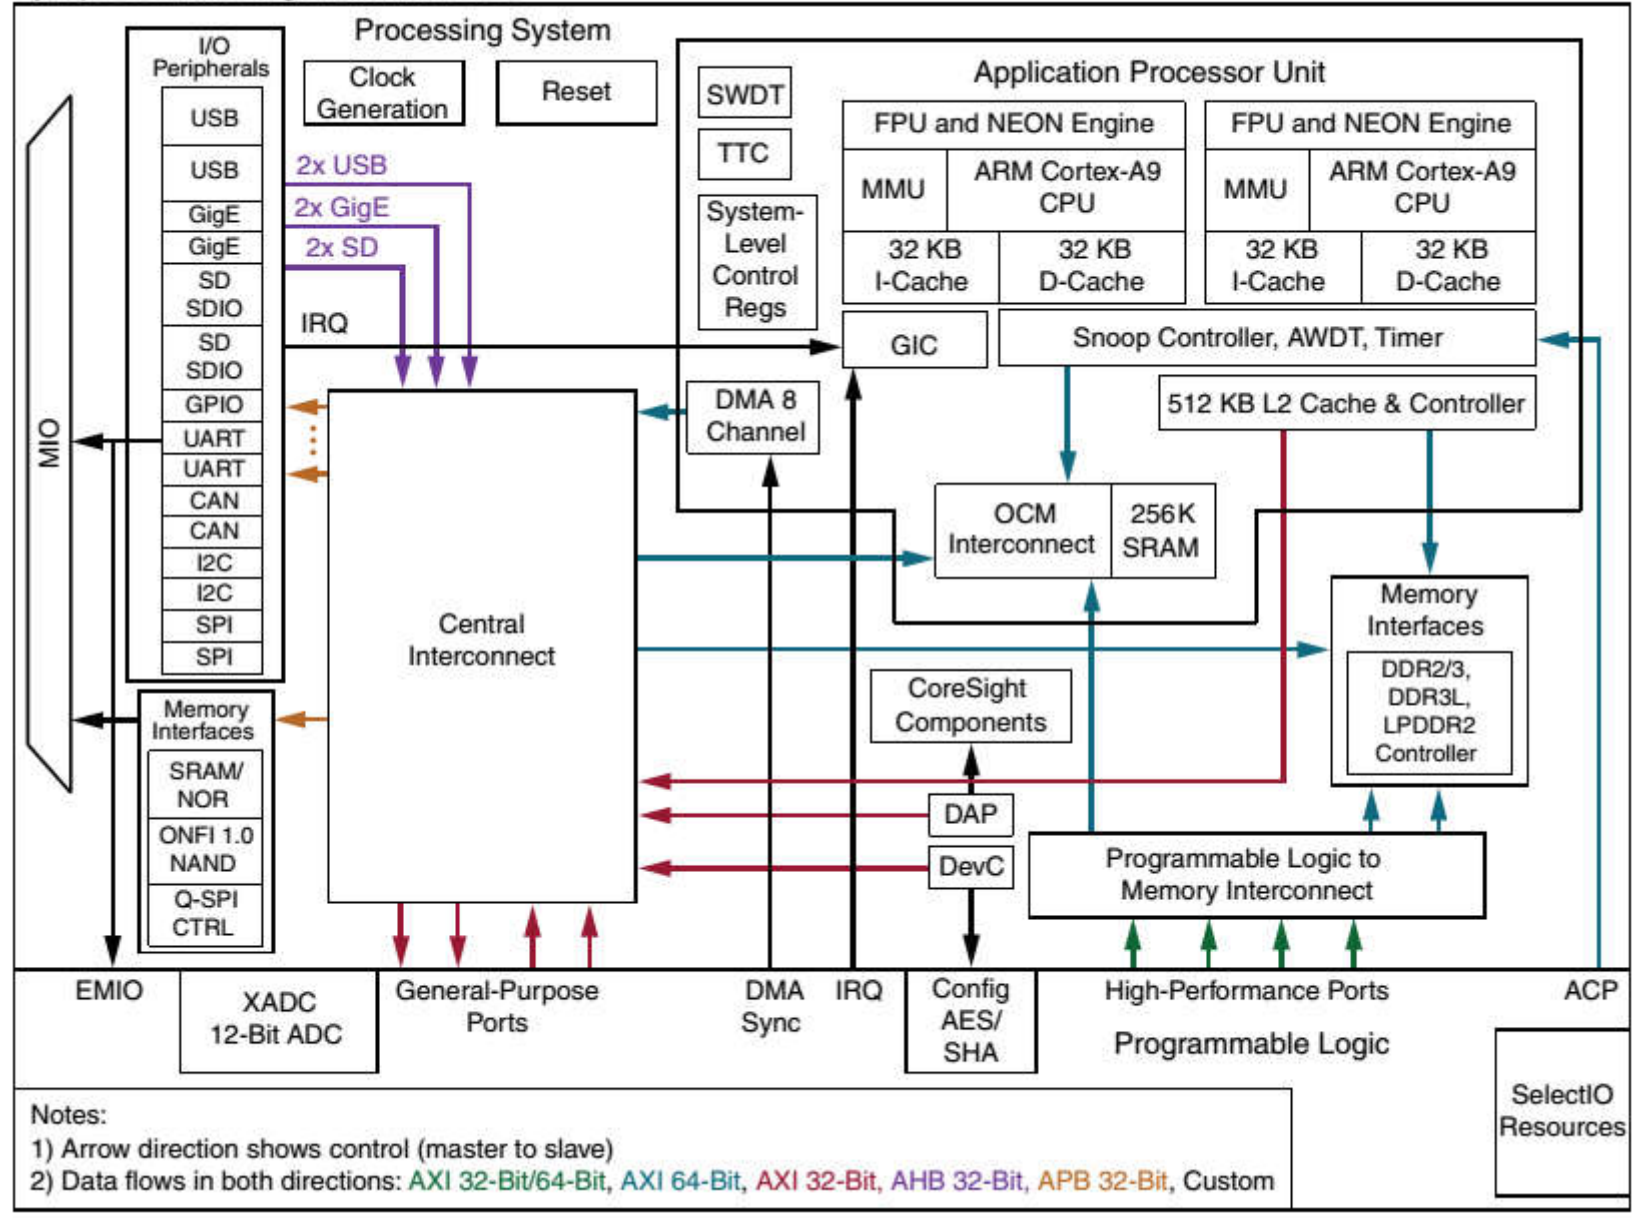 Processing System
I/O
Peripherals
USB
USB
GigE
GigE
SD
SDIO
SD
SDIO
GPIO
UART
UART
CAN
CAN
I2C
I2C
SPI
SPI
MIO
Clock
Generation
Reset
2x USB
2x GigE
2x SD
IRQ
Application Processor Unit
SWDT
TTC
System-
Level
Control
Regs
FPU and NEON Engine
MMU
ARM Cortex-A9
CPU
32 KB
I-Cache
32 KB
D-Cache
FPU and NEON Engine
MMU
ARM Cortex-A9
CPU
32 KB
I-Cache
32 KB
D-Cache
GIC
Snoop Controller, AWDT, Timer
DMA 8
Channel
512 KB L2 Cache & Controller
OCM
Interconnect
256K
SRAM
Central
Interconnect
Memory
Interfaces
DDR2/3,
DDR3L,
LPDDR2
Controller
CoreSight
Components
DAP
DevC
Programmable Logic to
Memory Interconnect
Memory
Interfaces
SRAM/
NOR
ONFI 1.0
NAND
Q-SPI
CTRL
EMIO
XADC
12-Bit ADC
General-Purpose
Ports
DMA
Sync
IRQ
Config
AES/
SHA
High-Performance Ports
ACP
Programmable Logic
SelectIO
Resources
Notes:
1) Arrow direction shows control (master to slave)
2) Data flows in both directions: AXI 32-Bit/64-Bit, AXI 64-Bit, AXI 32-Bit, AHB 32-Bit, APB 32-Bit, Custom